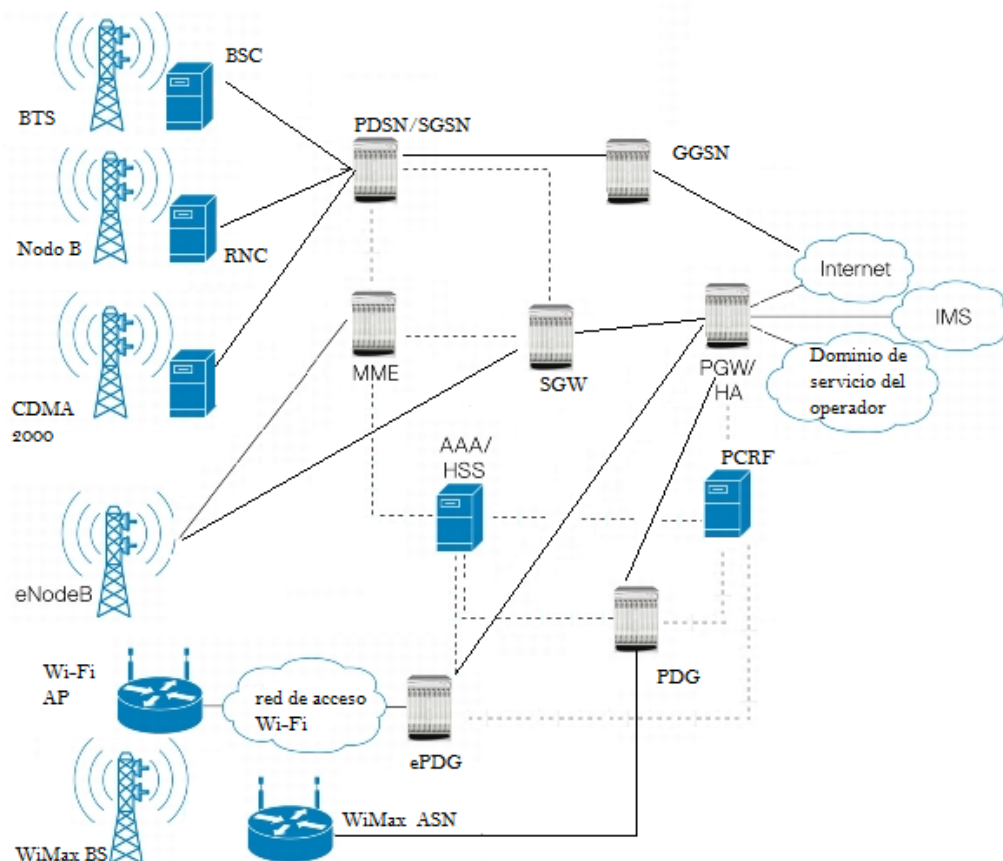 BSC
BTS
PDSN/SGSN
GGSN
Nodo B
RNC
Internet
IMS
MME
SGW
PGW/
HA
Dominio de
servicio del
operador
CDMA
2000
AAA/
HSS
PCRF
eNodeB
Wi-Fi
AP
red de acceso
Wi-Fi
PDG
ePDG
WiMax ASN
WiMax BS